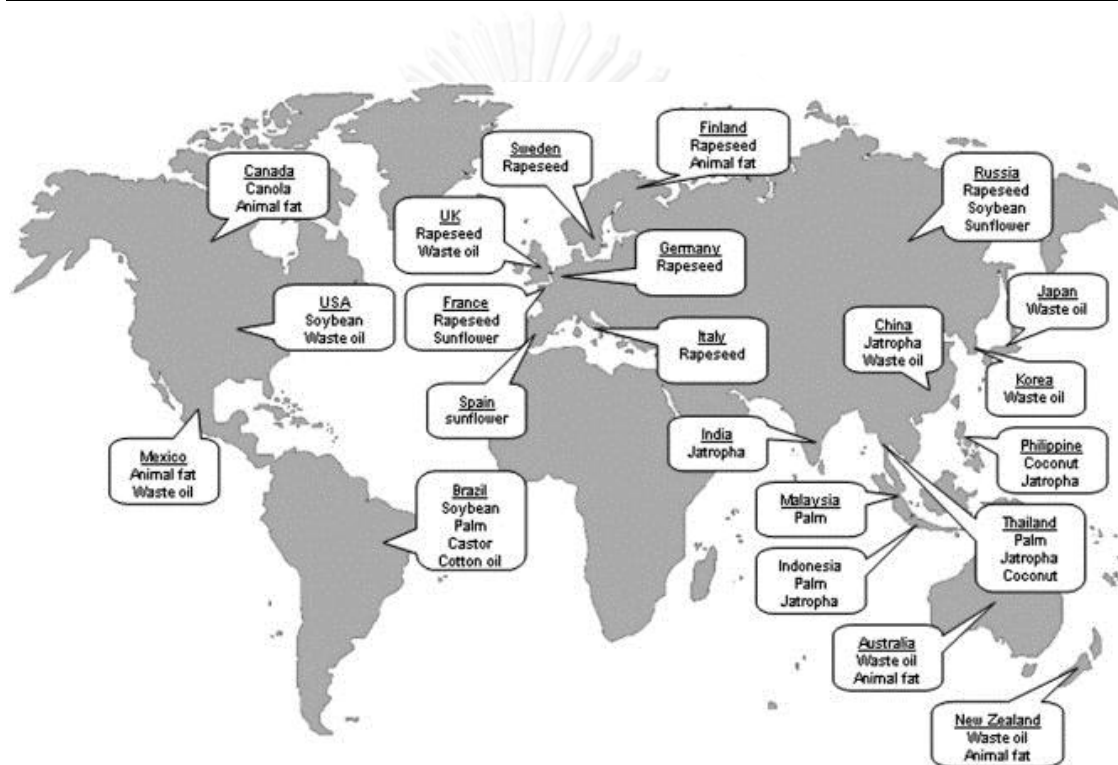 Canada
Canola
Animal fat
Sweden
Rapeseed
Finland
Rapeseed
Animal fat
Russia
Rapeseed
Soybean
Sunflower
UK
Rapeseed
Waste oil
Germany
Rapeseed
USA
Soybean
Waste oil
France
Rapeseed
Sunflower
Italy
Rapeseed
China
Jatropha
Waste oil
Japan
Waste oil
Korea
Waste oil
Spain
sunflower
India
Jatropha
Philippine
Coconut
Jatropha
Mexico
Animal fat
Waste oil
Brazil
Soybean
Palm
Castor
Cotton oil
Malaysia
Palm
Thailand
Palm
Jatropha
Coconut
Indonesia
Palm
Jatropha
Australia
Waste oil
Animal fat
New Zealand
Waste oil
Animal fat